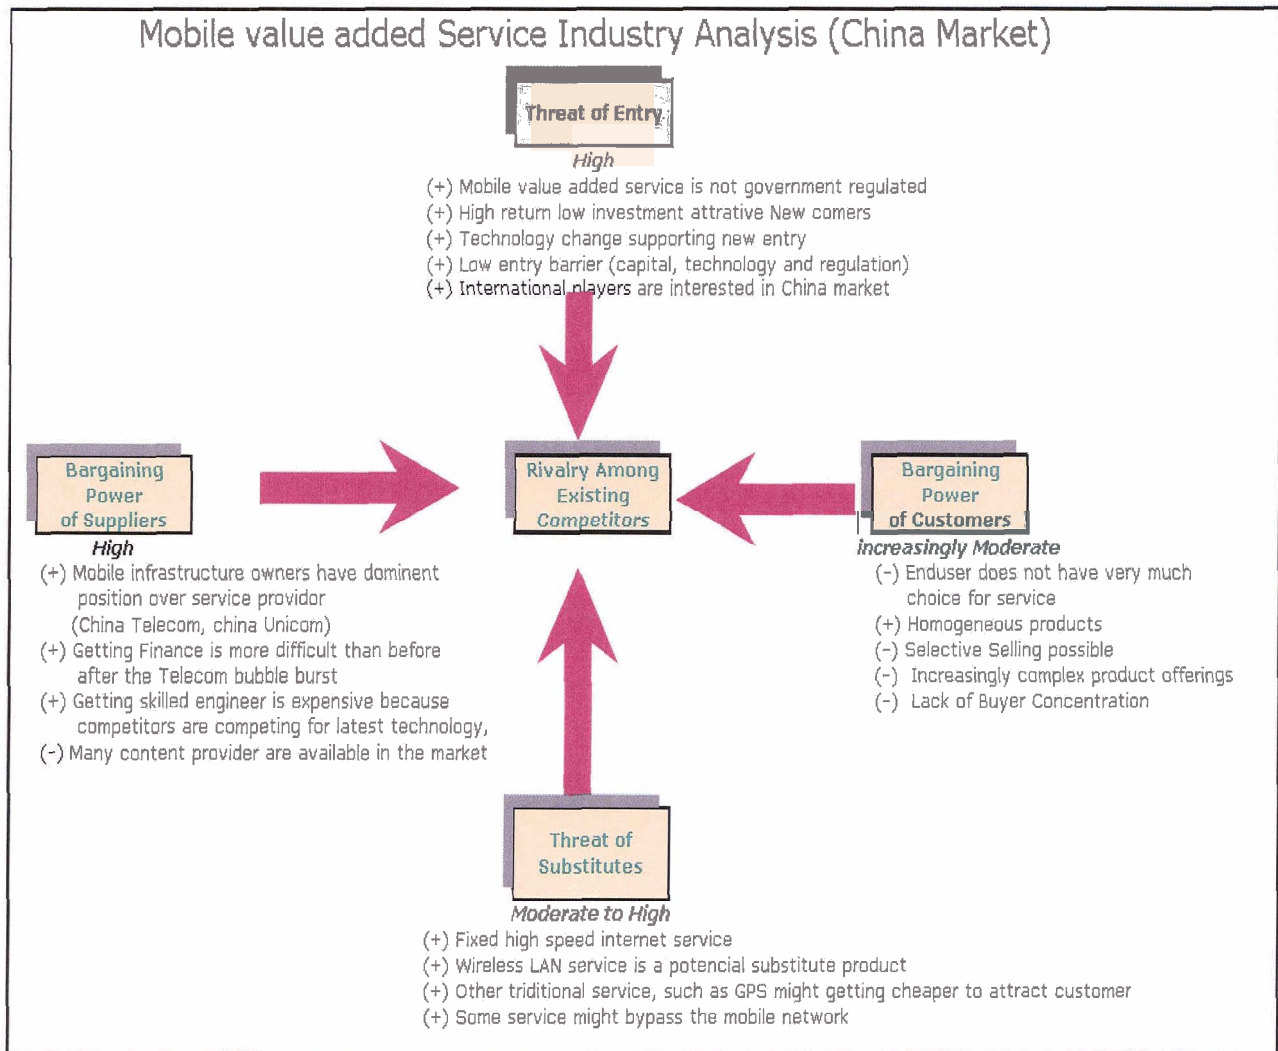 Mobile value added Service Industry Analysis (China Market)
Threat of Entry
High
(+) Mobile value added service is not government regulated
(+) High return low investment attrative New comers
(+) Technology change supporting new entry
(+) Low entry barrier (capital, technology and regulation)
(+) International players are interested in China market
Bargaining
Power
of Suppliers
High
(+) Mobile infrastructure owners have dominent
position over service providor
(China Telecom, china Unicom)
(+) Getting Finance is more difficult than before
after the Telecom bubble burst
(+) Getting skilled engineer is expensive because
competitors are competing for latest technology,
(-) Many content provider are available in the market
Rivalry Among
Existing
Competitors
Bargaining
Power
of Customers
increasingly Moderate
(-) Enduser does not have very much
choice for service
(+) Homogeneous products
(-) Selective Selling possible
(-) Increasingly complex product offerings
(-) Lack of Buyer Concentration
Threat of
Substitutes
Moderate to High
(+) Fixed high speed internet service
(+) Wireless LAN service is a potencial substitute product
(+) Other triditional service, such as GPS might getting cheaper to attract customer
(+) Some service might bypass the mobile network